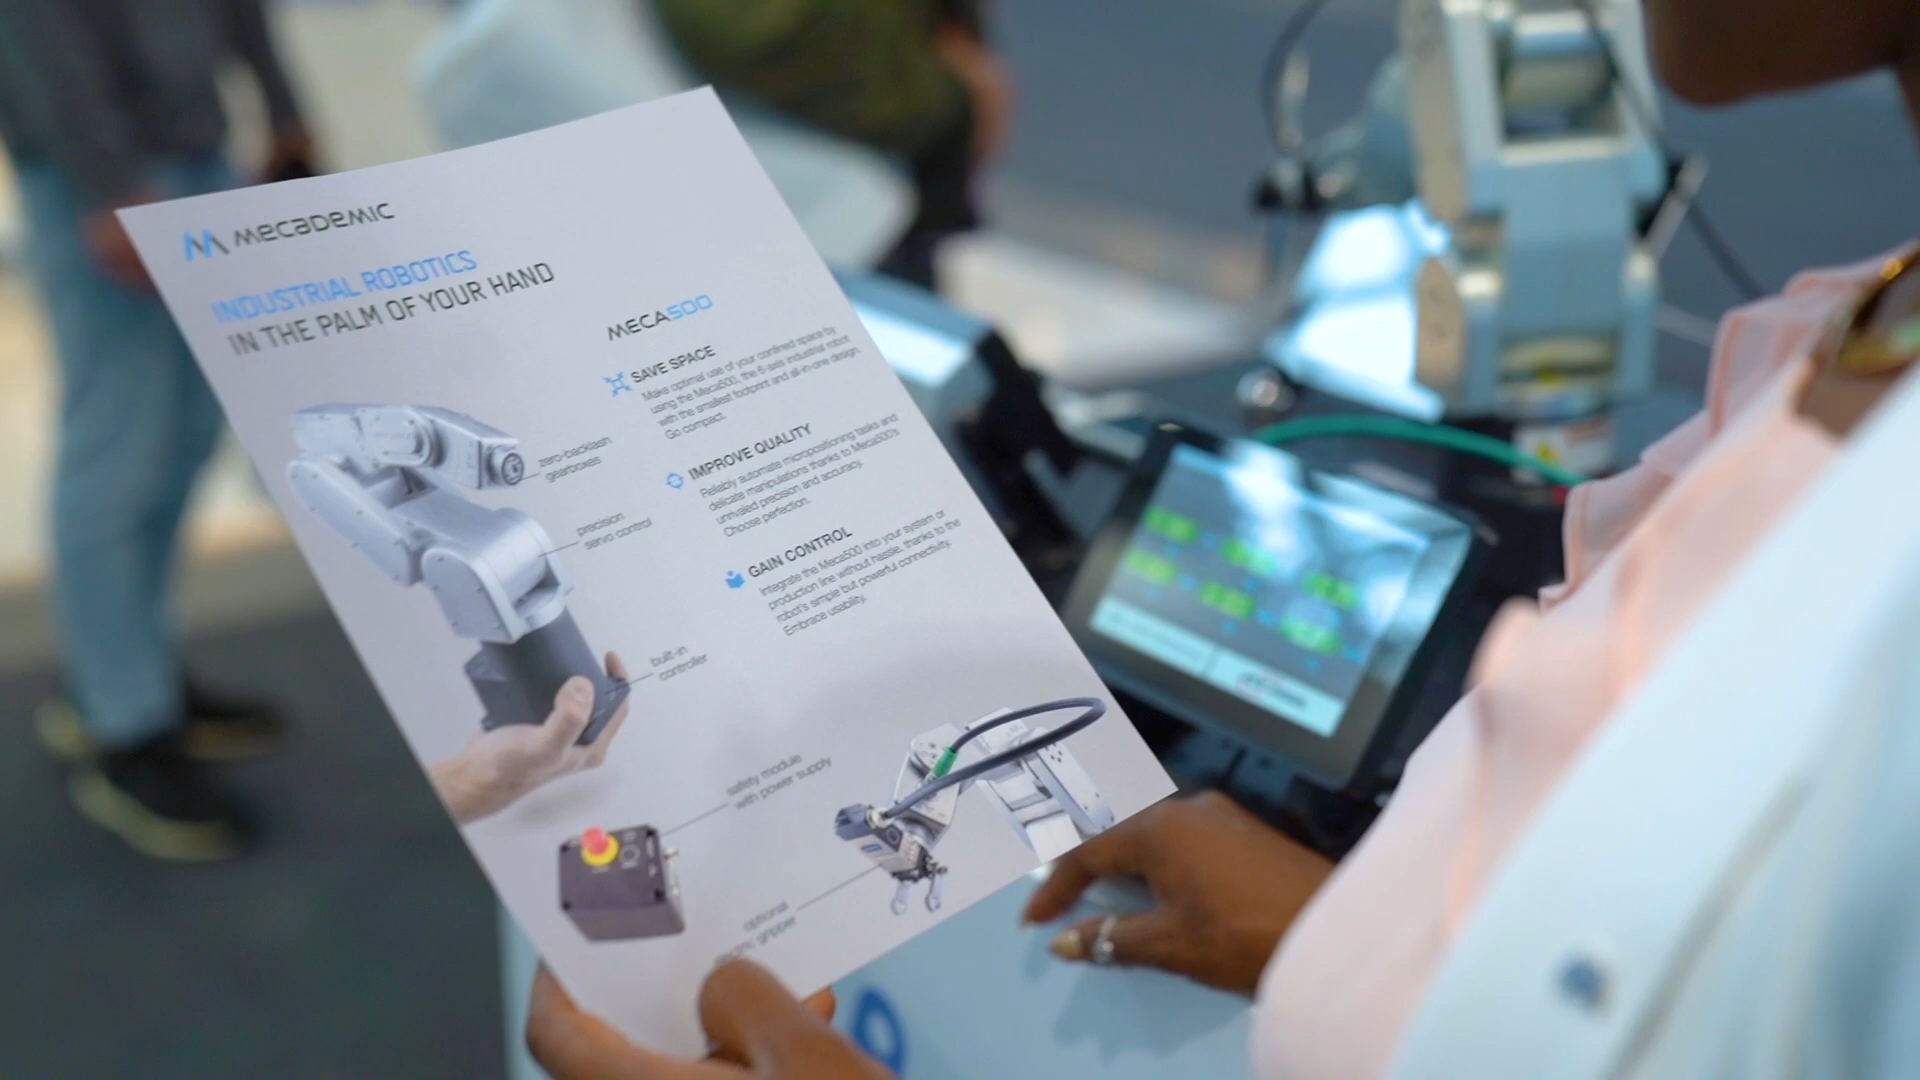 MECADEMIC
INDUSTRIAL ROBOTICS
IN THE PALM OF YOUR HAND
MECA500
SAVE SPACE
Make optimal use of your confined space by
using the Meca500, the 6-axis industrial robot
with the smallest footprint and all-in-one design.
Go compact.
IMPROVE QUALITY
Reliably automate micropositioning tasks and
delicate manipulations thanks to Meca500's
unrivaled precision and accuracy.
Choose perfection.
GAIN CONTROL
Integrate the Meca500 into your system or
production line without hassle, thanks to the
robot's simple but powerful connectivity.
Embrace usability.
zero-backlash
gearboxes
precision
servo control
built-in
controller
safety module
with power supply
optional
gripper